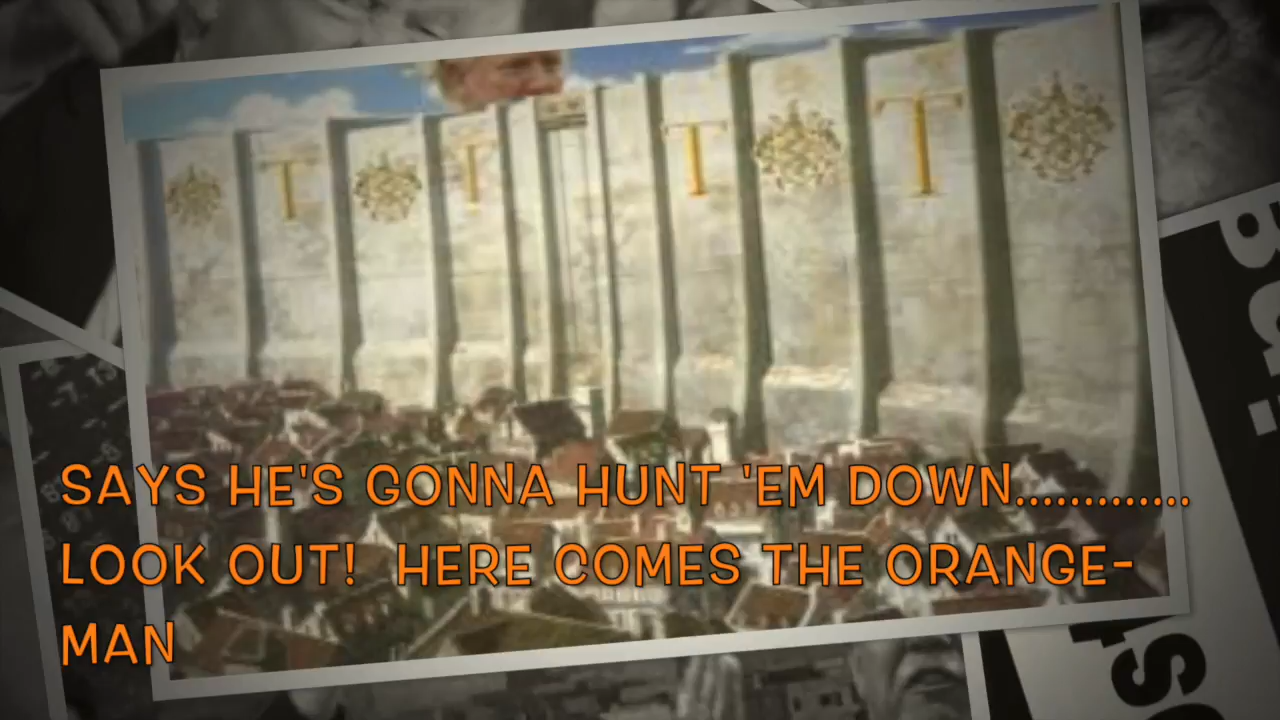 T T T T
SAYS HE'S GONNA HUNT 'EM DOWN.............
LOOK OUT!  HERE COMES THE ORANGE-
MAN